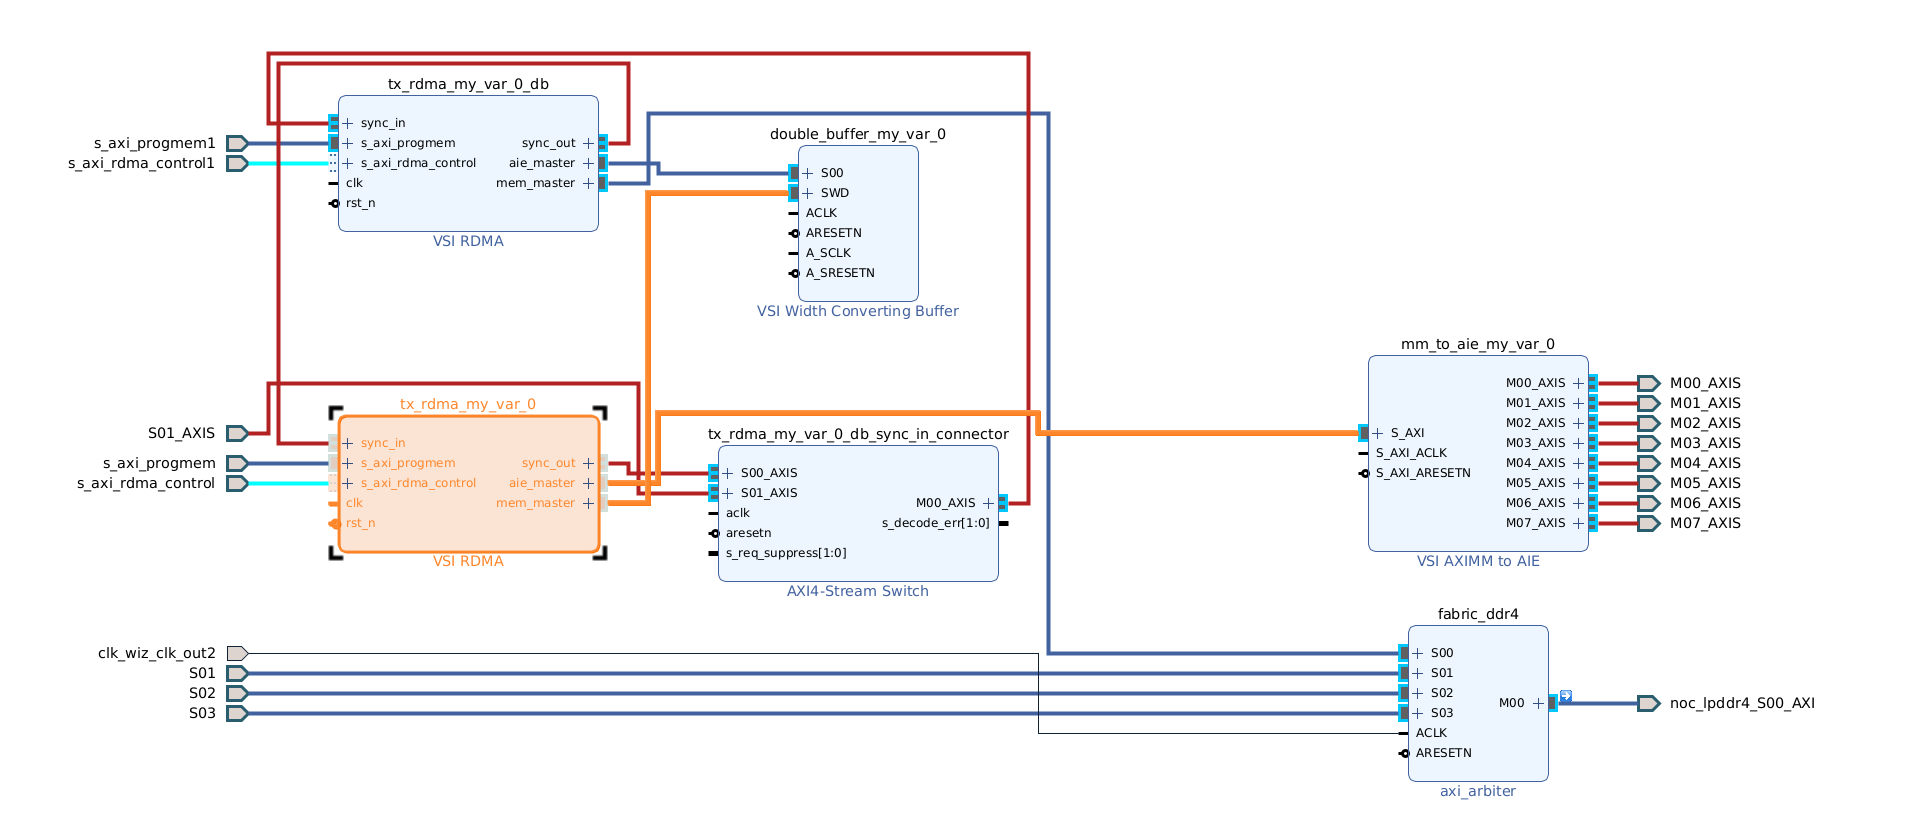 tx_rdma_my_var_0_db
sync_in
s_axi_progmem
s_axi_rdma_control
clk
rst_n
sync_out
aie_master
mem_master
VSI RDMA
s_axi_progmem1
s_axi_rdma_control1
double_buffer_my_var_0
S00
SWD
ACLK
ARESETN
A_SCLK
A_SRESETN
VSI Width Converting Buffer
mm_to_aie_my_var_0
S_AXI
S_AXI_ACLK
S_AXI_ARESETN
M00_AXIS
M01_AXIS
M02_AXIS
M03_AXIS
M04_AXIS
M05_AXIS
M06_AXIS
M07_AXIS
VSI AXIMM to AIE
M00_AXIS
M01_AXIS
M02_AXIS
M03_AXIS
M04_AXIS
M05_AXIS
M06_AXIS
M07_AXIS
S01_AXIS
s_axi_progmem
s_axi_rdma_control
tx_rdma_my_var_0
sync_in
s_axi_progmem
s_axi_rdma_control
clk
rst_n
sync_out
aie_master
mem_master
VSI RDMA
tx_rdma_my_var_0_db_sync_in_connector
S00_AXIS
S01_AXIS
aclk
aresetn
s_req_suppress[1:0]
M00_AXIS
s_decode_err[1:0]
AXI4-Stream Switch
clk_wiz_clk_out2
S01
S02
S03
fabric_ddr4
S00
S01
S02
S03
ACLK
ARESETN
M00
axi_arbiter
noc_lpddr4_S00_AXI